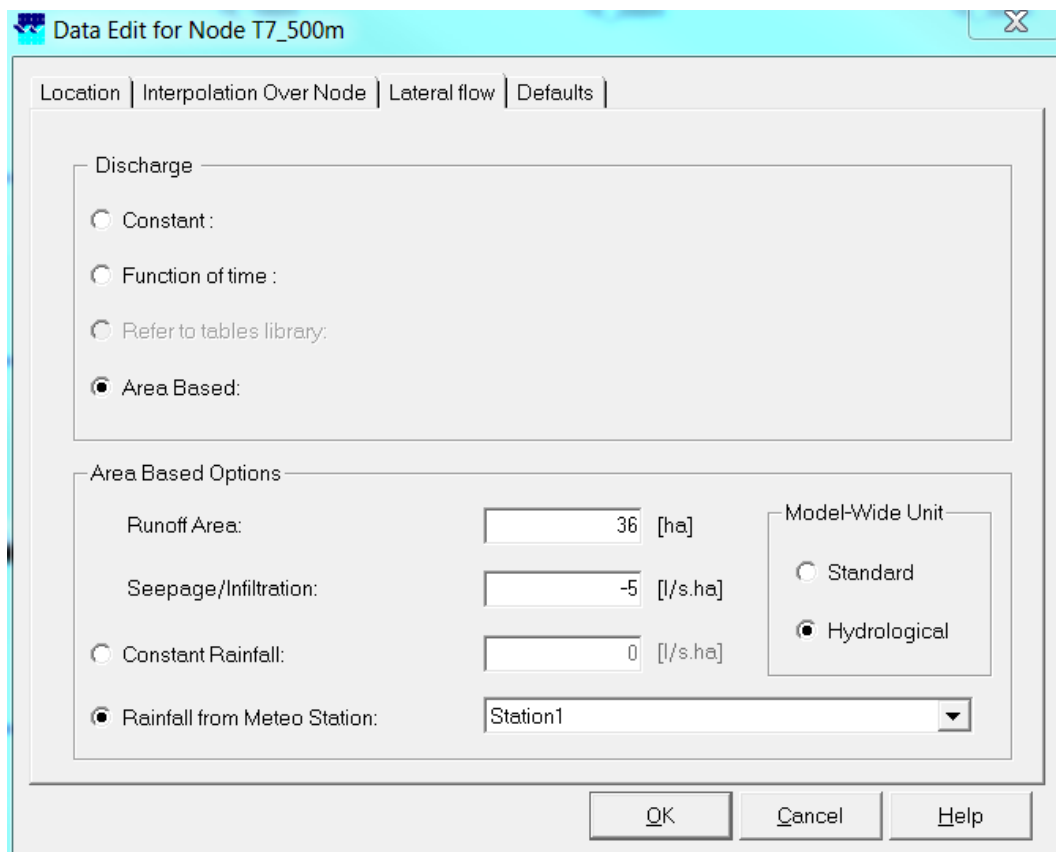 Data Edit for Node T7_500m
X
Location Interpolation Over Node Lateral flow Defaults
Discharge
Constant :
Function of time :
Refer to tables library:
Area Based:
Area Based Options
Runoff Area: 36 [ha]
Seepage/Infiltration: -5 [l/s.ha]
Constant Rainfall: 0 [l/s.ha]
Rainfall from Meteo Station: Station1
Model-Wide Unit
Standard
Hydrological
OK Cancel Help